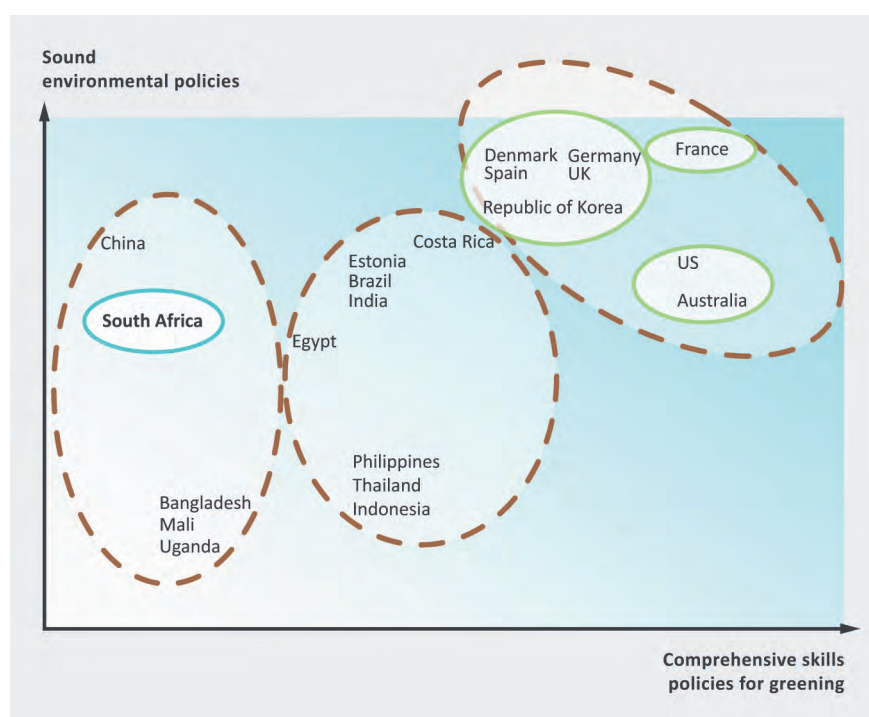 Sound
environmental policies
Denmark Germany
Spain UK
Republic of Korea
France
US
Australia
China
South Africa
Bangladesh
Mali
Uganda
Costa Rica
Estonia
Brazil
India
Egypt
Philippines
Thailand
Indonesia
Comprehensive skills
policies for greening